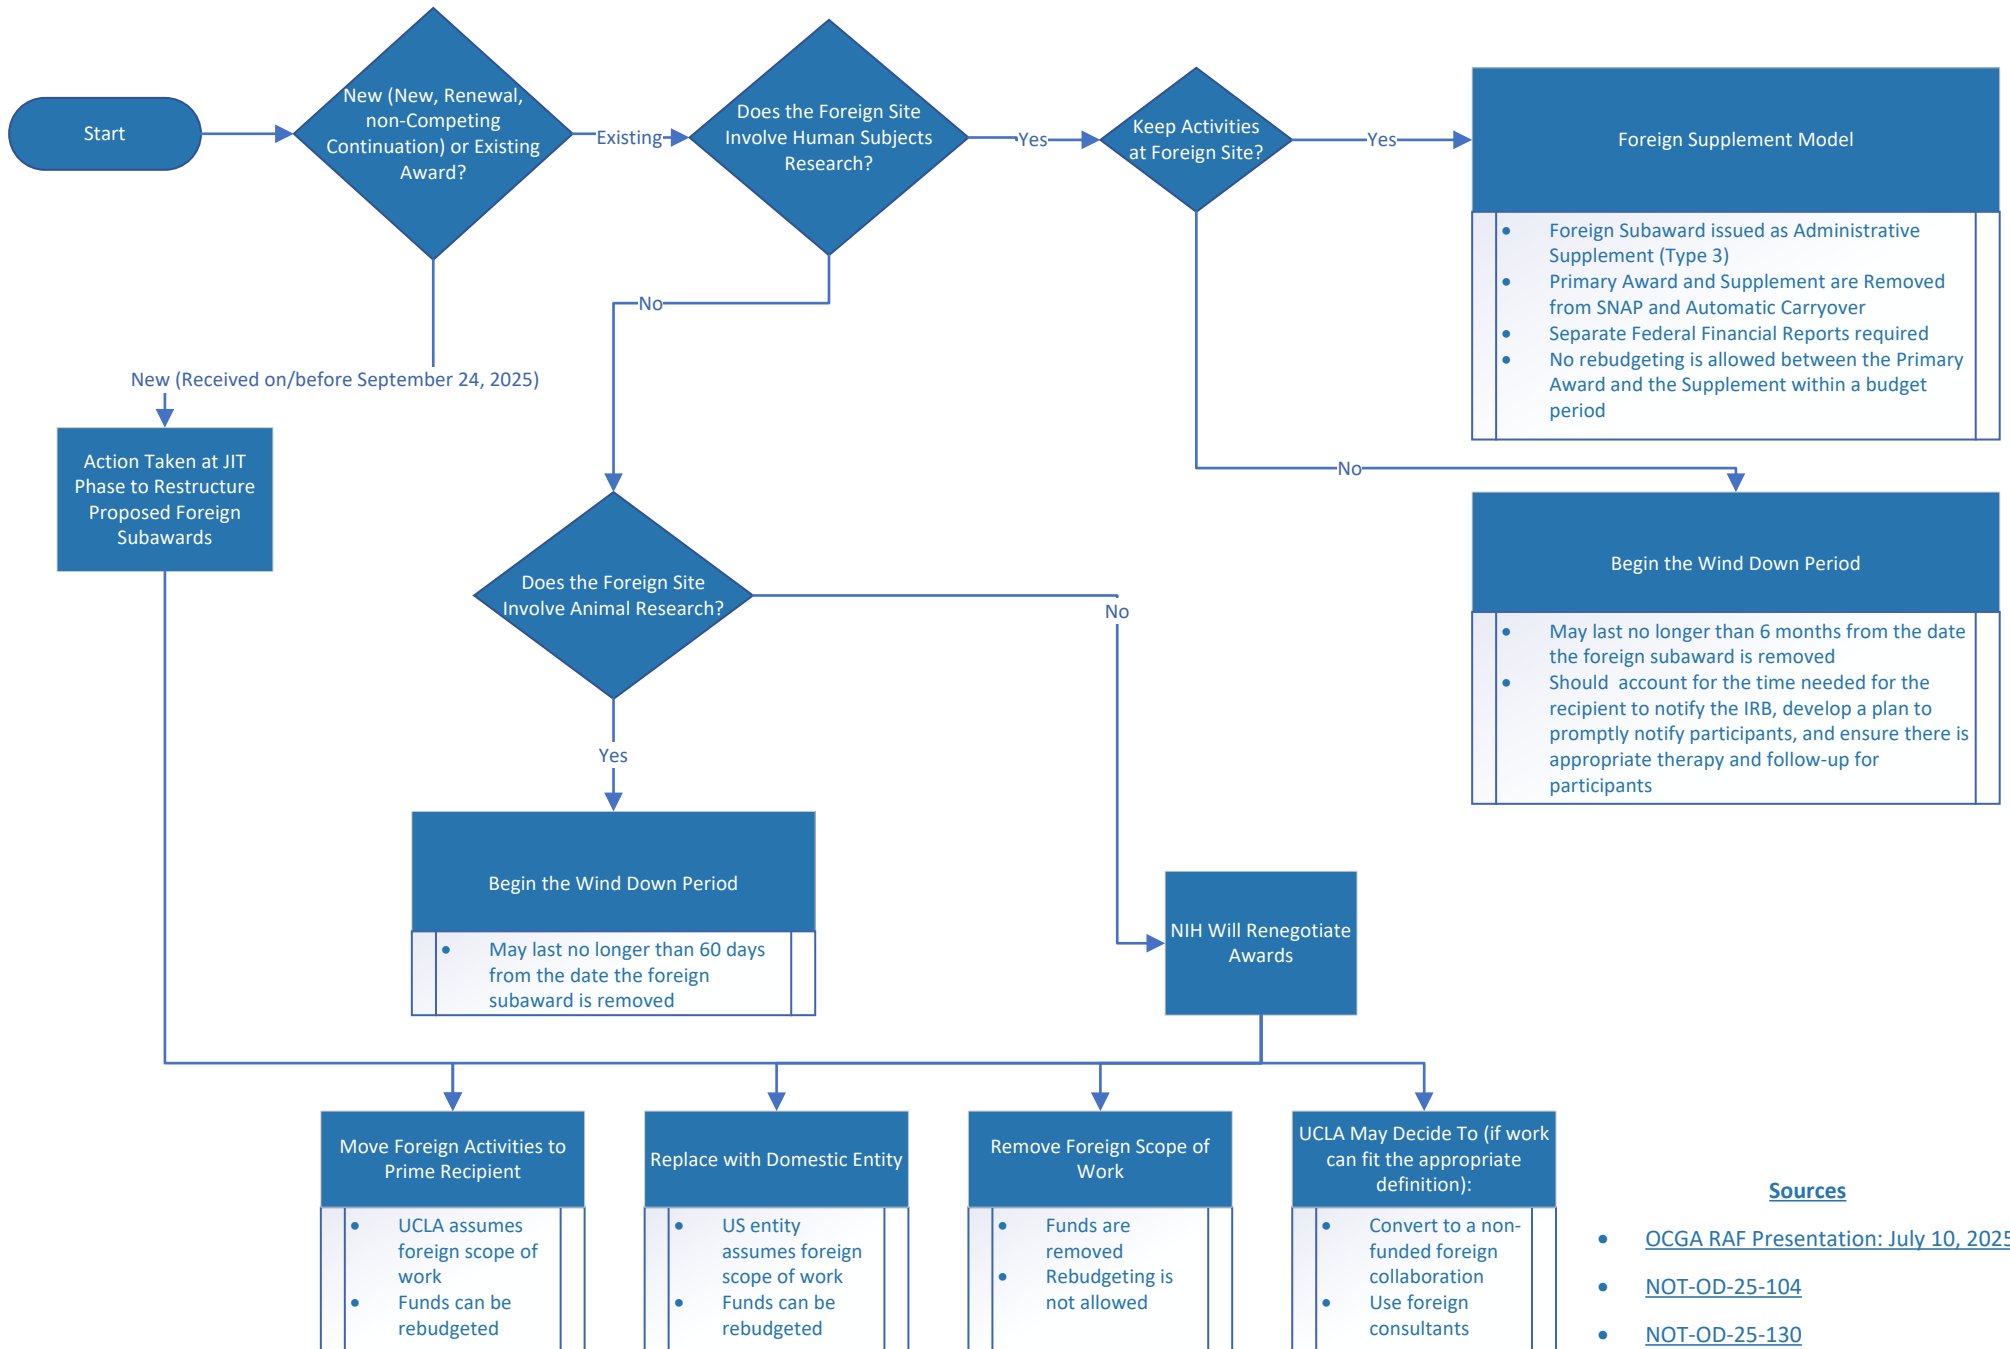 Start
New (New, Renewal,
non-Competing
Continuation) or Existing
Award?
Existing
Does the Foreign Site
Involve Human Subjects
Research?
Yes
Keep Activities
at Foreign Site?
Yes
Foreign Supplement Model
• Foreign Subaward issued as Administrative
Supplement (Type 3)
• Primary Award and Supplement are Removed
from SNAP and Automatic Carryover
• Separate Federal Financial Reports required
• No rebudgeting is allowed between the Primary
Award and the Supplement within a budget
period
No
New (Received on/before September 24, 2025)
Action Taken at JIT
Phase to Restructure
Proposed Foreign
Subawards
No
Begin the Wind Down Period
• May last no longer than 6 months from the date
the foreign subaward is removed
• Should  account for the time needed for the
recipient to notify the IRB, develop a plan to
promptly notify participants, and ensure there is
appropriate therapy and follow-up for
participants
Does the Foreign Site
Involve Animal Research?
No
Yes
Begin the Wind Down Period
• May last no longer than 60 days
from the date the foreign
subaward is removed
NIH Will Renegotiate
Awards
Move Foreign Activities to
Prime Recipient
• UCLA assumes
foreign scope of
work
• Funds can be
rebudgeted
Replace with Domestic Entity
• US entity
assumes foreign
scope of work
• Funds can be
rebudgeted
Remove Foreign Scope of
Work
• Funds are
removed
• Rebudgeting is
not allowed
UCLA May Decide To (if work
can fit the appropriate
definition):
• Convert to a non-
funded foreign
collaboration
• Use foreign
consultants
Sources
• OCGA RAF Presentation: July 10, 2025
• NOT-OD-25-104
• NOT-OD-25-130